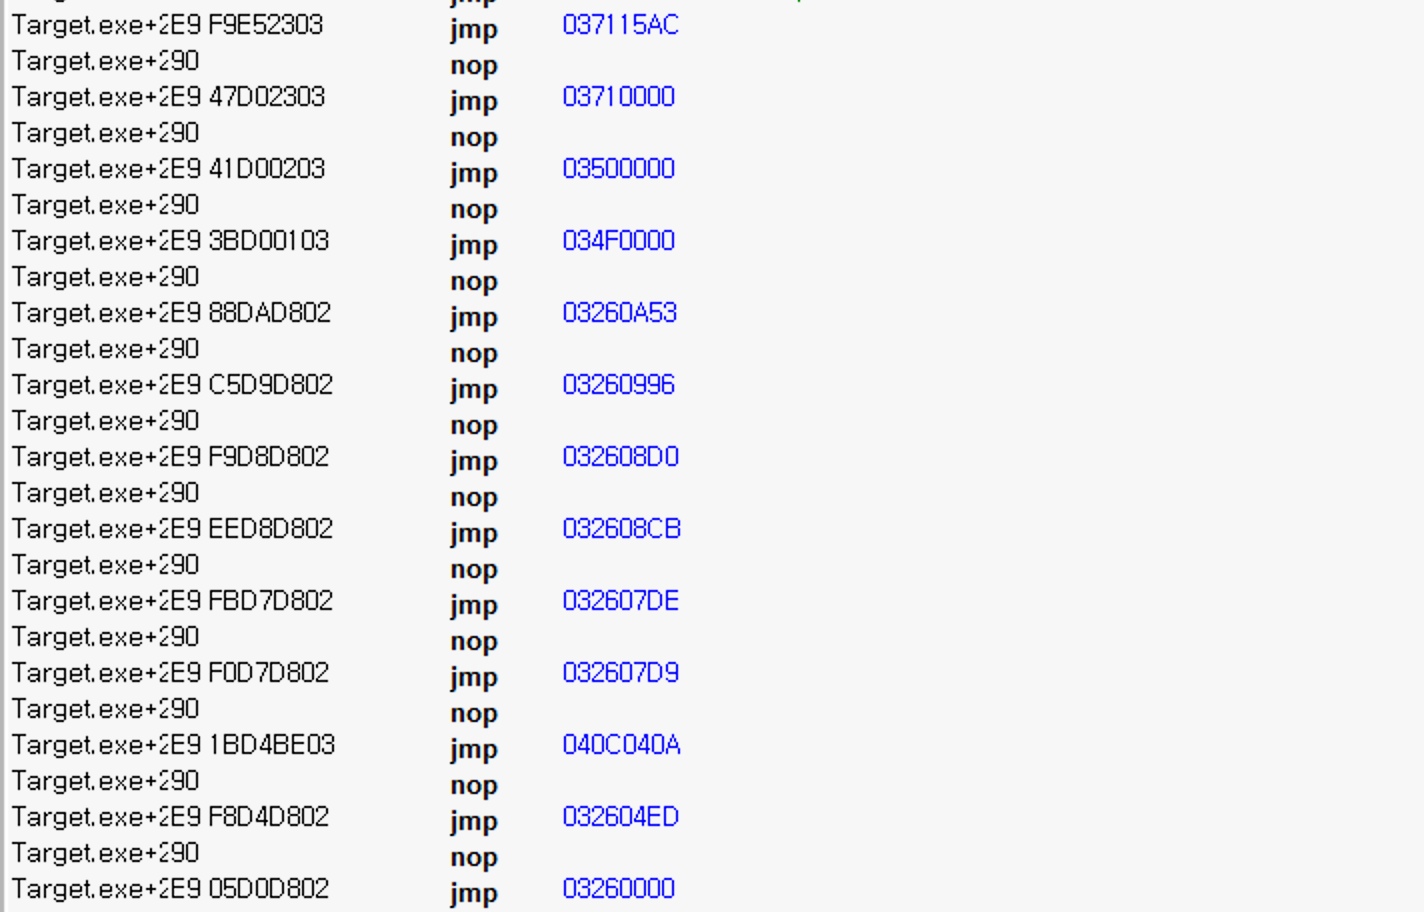 Target.exe+2E9 F9E52303 jmp 037115AC
Target.exe+290 nop
Target.exe+2E9 47D02303 jmp 03710000
Target.exe+290 nop
Target.exe+2E9 41D00203 jmp 03500000
Target.exe+290 nop
Target.exe+2E9 3BD00103 jmp 034F0000
Target.exe+290 nop
Target.exe+2E9 88DAD802 jmp 03260A53
Target.exe+290 nop
Target.exe+2E9 C5D9D802 jmp 03260996
Target.exe+290 nop
Target.exe+2E9 F9D8D802 jmp 032608D0
Target.exe+290 nop
Target.exe+2E9 EED8D802 jmp 032608CB
Target.exe+290 nop
Target.exe+2E9 FBD7D802 jmp 032607DE
Target.exe+290 nop
Target.exe+2E9 F0D7D802 jmp 032607D9
Target.exe+290 nop
Target.exe+2E9 1BD4BE03 jmp 040C040A
Target.exe+290 nop
Target.exe+2E9 F8D4D802 jmp 032604ED
Target.exe+290 nop
Target.exe+2E9 05D0D802 jmp 03260000